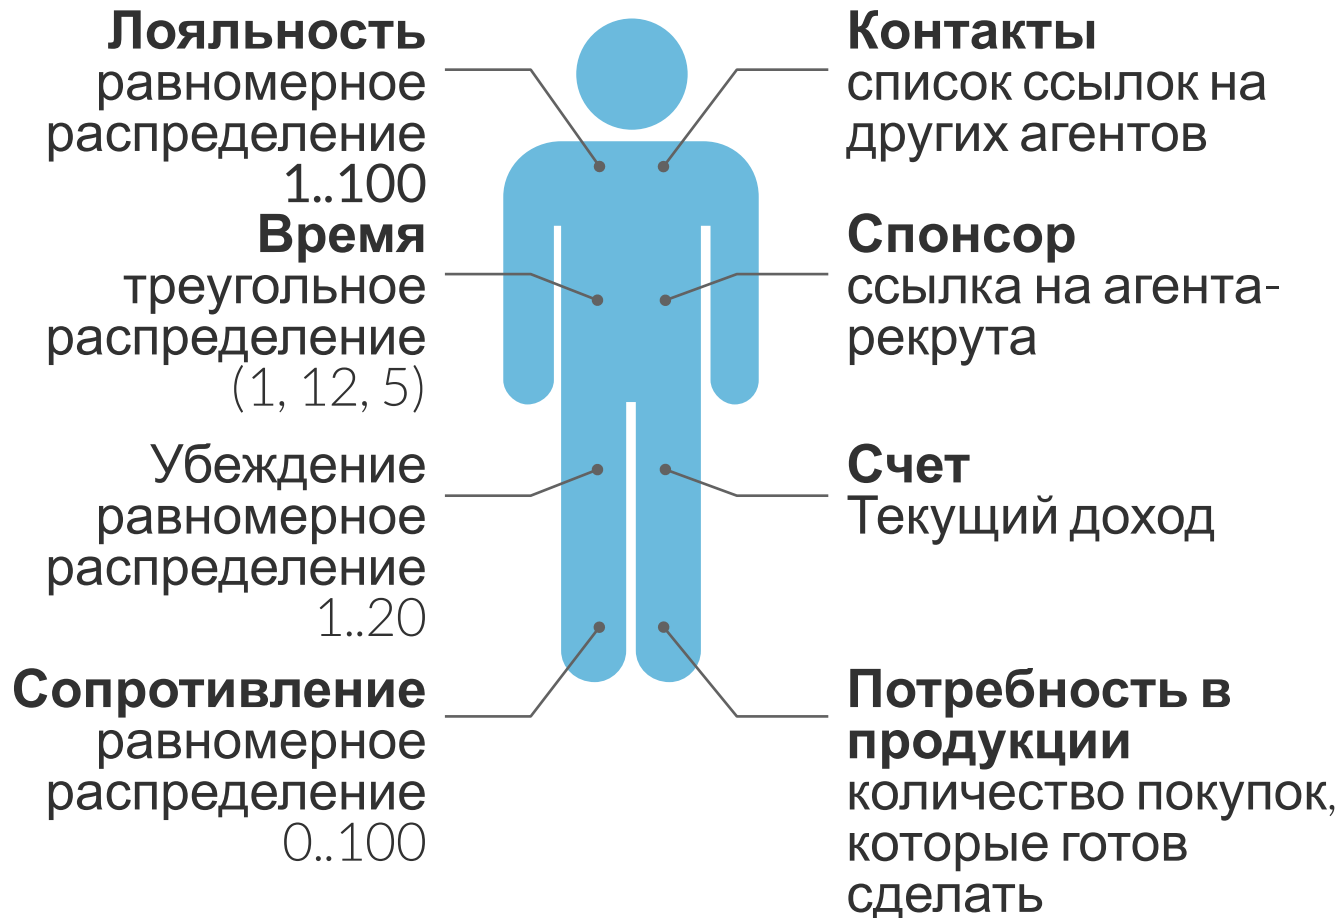 Лояльность
равномерное
распределение
1..100
Время
треугольное
распределение
(1, 12, 5)
Убеждение
равномерное
распределение
1..20
Сопротивление
равномерное
распределение
0..100
Контакты
список ссылок на
других агентов
Спонсор
ссылка на агента-
рекрута
Счет
Текущий доход
Потребность в
продукции
количество покупок,
которые готов
сделать